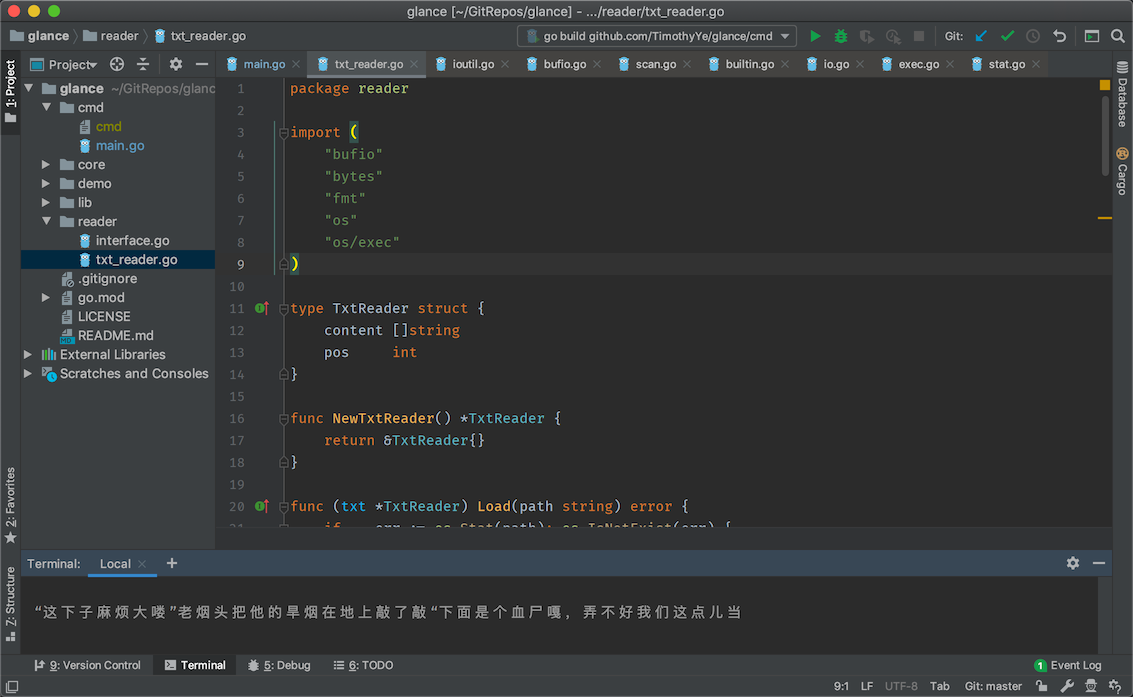 glance [~/GitRepos/glance] - .../reader/txt_reader.go
glance reader txt_reader.go
go build github.com/TimothyYe/glance/cmd
Git:
1: Project
Project
main.go
txt_reader.go
ioutil.go
bufio.go
scan.go
builtin.go
io.go
exec.go
stat.go
glance ~/GitRepos/glanc
cmd
cmd
main.go
core
demo
lib
reader
interface.go
txt_reader.go
.gitignore
go.mod
LICENSE
README.md
External Libraries
Scratches and Consoles
1 package reader
2
3 import (
4 "bufio"
5 "bytes"
6 "fmt"
7 "os"
8 "os/exec"
9 )
10
11 type TxtReader struct {
12 content []string
13 pos int
14 }
15
16 func NewTxtReader() *TxtReader {
17 return &TxtReader{}
18 }
19
20 func (txt *TxtReader) Load(path string) error {
Database
Cargo
2: Favorites
Z: Structure
Terminal:
Local
“这下子麻烦大喽”老烟头把他的旱烟在地上敲了敲“下面是个血尸嘎，弄不好我们这点儿当
9: Version Control
Terminal
5: Debug
6: TODO
1 Event Log
9:1 LF UTF-8 Tab Git: master